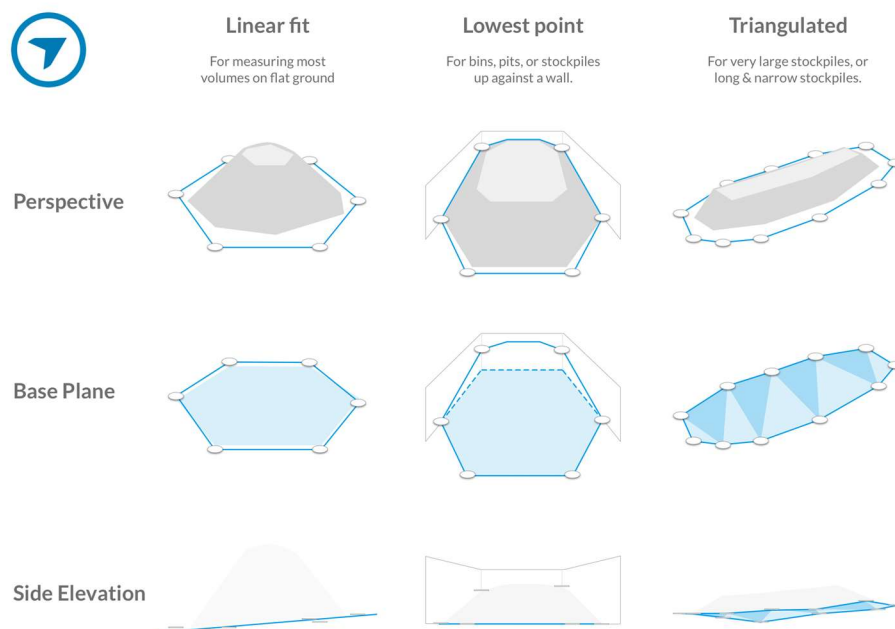 Linear fit
For measuring most
volumes on flat ground
Lowest point
For bins, pits, or stockpiles
up against a wall.
Triangulated
For very large stockpiles, or
long & narrow stockpiles.
Perspective
Base Plane
Side Elevation